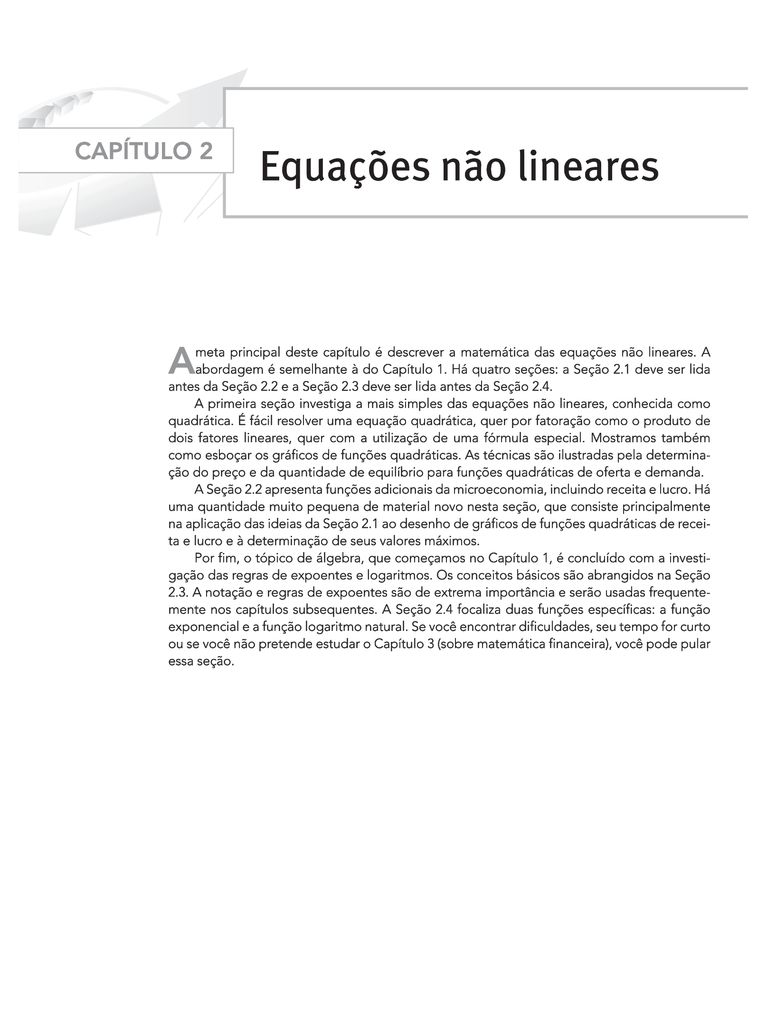 CAPÍTULO 2
Equações não lineares
A meta principal deste capítulo é descrever a matemática das equações não lineares. A
abordagem é semelhante à do Capítulo 1. Há quatro seções: a Seção 2.1 deve ser lida
antes da Seção 2.2 e a Seção 2.3 deve ser lida antes da Seção 2.4.
A primeira seção investiga a mais simples das equações não lineares, conhecida como
quadrática. É fácil resolver uma equação quadrática, quer por fatoração como o produto de
dois fatores lineares, quer com a utilização de uma fórmula especial. Mostramos também
como esboçar os gráficos de funções quadráticas. As técnicas são ilustradas pela determina-
ção do preço e da quantidade de equilíbrio para funções quadráticas de oferta e demanda.
A Seção 2.2 apresenta funções adicionais da microeconomia, incluindo receita e lucro. Há
uma quantidade muito pequena de material novo nesta seção, que consiste principalmente
na aplicação das ideias da Seção 2.1 ao desenho de gráficos de funções quadráticas de recei-
ta e lucro e à determinação de seus valores máximos.
Por fim, o tópico de álgebra, que começamos no Capítulo 1, é concluído com a investi-
gação das regras de expoentes e logaritmos. Os conceitos básicos são abrangidos na Seção
2.3. A notação e regras de expoentes são de extrema importância e serão usadas frequente-
mente nos capítulos subsequentes. A Seção 2.4 focaliza duas funções específicas: a função
exponencial e a função logaritmo natural. Se você encontrar dificuldades, seu tempo for curto
ou se você não pretende estudar o Capítulo 3 (sobre matemática financeira), você pode pular
essa seção.